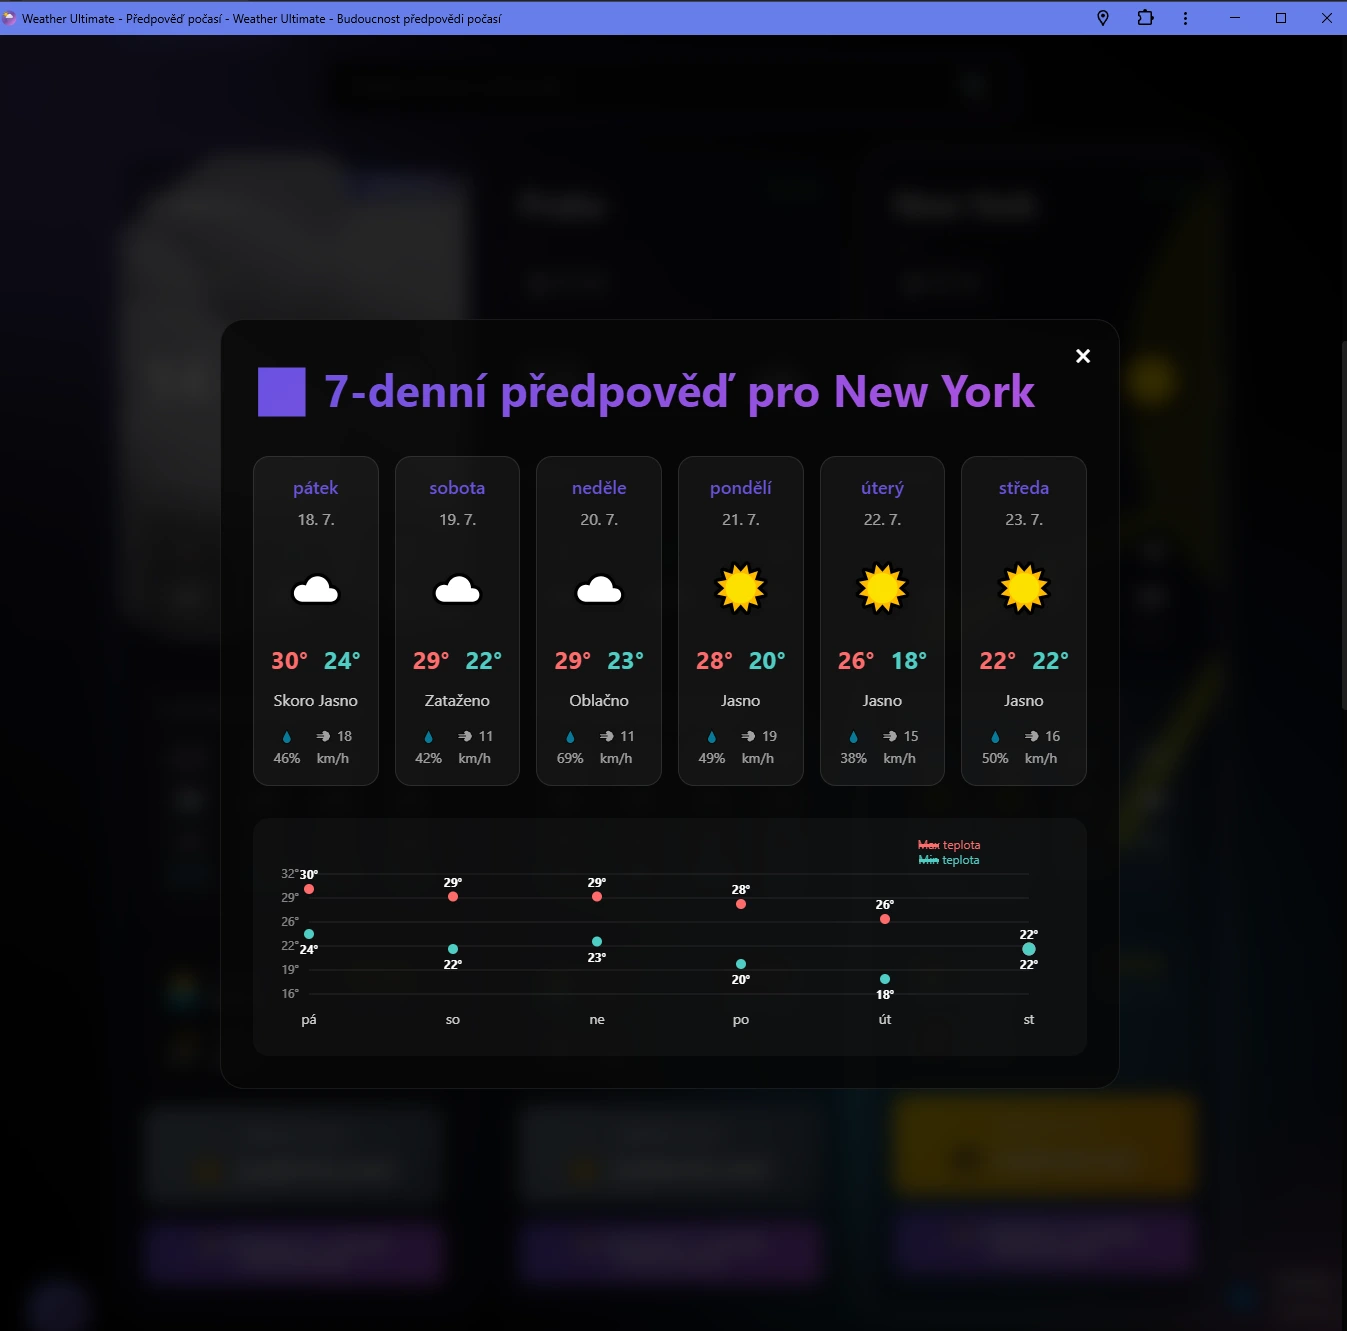 Weather Ultimate - Předpověď počasí - Weather Ultimate - Budoucnost předpovědi počasí
7-denní předpověď pro New York
pátek
18. 7.
30° 24°
Skoro Jasno
46%
18 km/h
sobota
19. 7.
29° 22°
Zataženo
42%
11 km/h
neděle
20. 7.
29° 23°
Oblačno
69%
11 km/h
pondělí
21. 7.
28° 20°
Jasno
49%
19 km/h
úterý
22. 7.
26° 18°
Jasno
38%
15 km/h
středa
23. 7.
22° 22°
Jasno
50%
16 km/h
Max teplota
Min teplota
32°
29°
26°
22°
19°
16°
30° 29° 29° 28° 26° 22°
24° 22° 23° 20° 18° 22°
pá so ne po út st